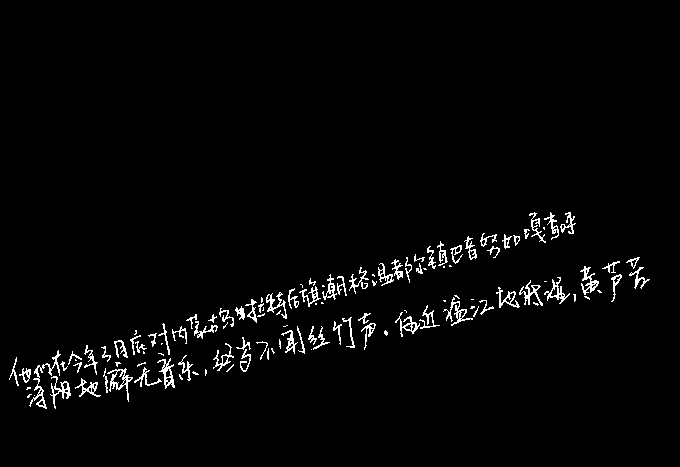 他们在今年3月底对内蒙古乌拉特后旗潮格温都尔镇巴音努如嘎查呼
浔阳地僻无音乐,终岁不闻丝竹声。住近湓江地低湿,黄芦苦